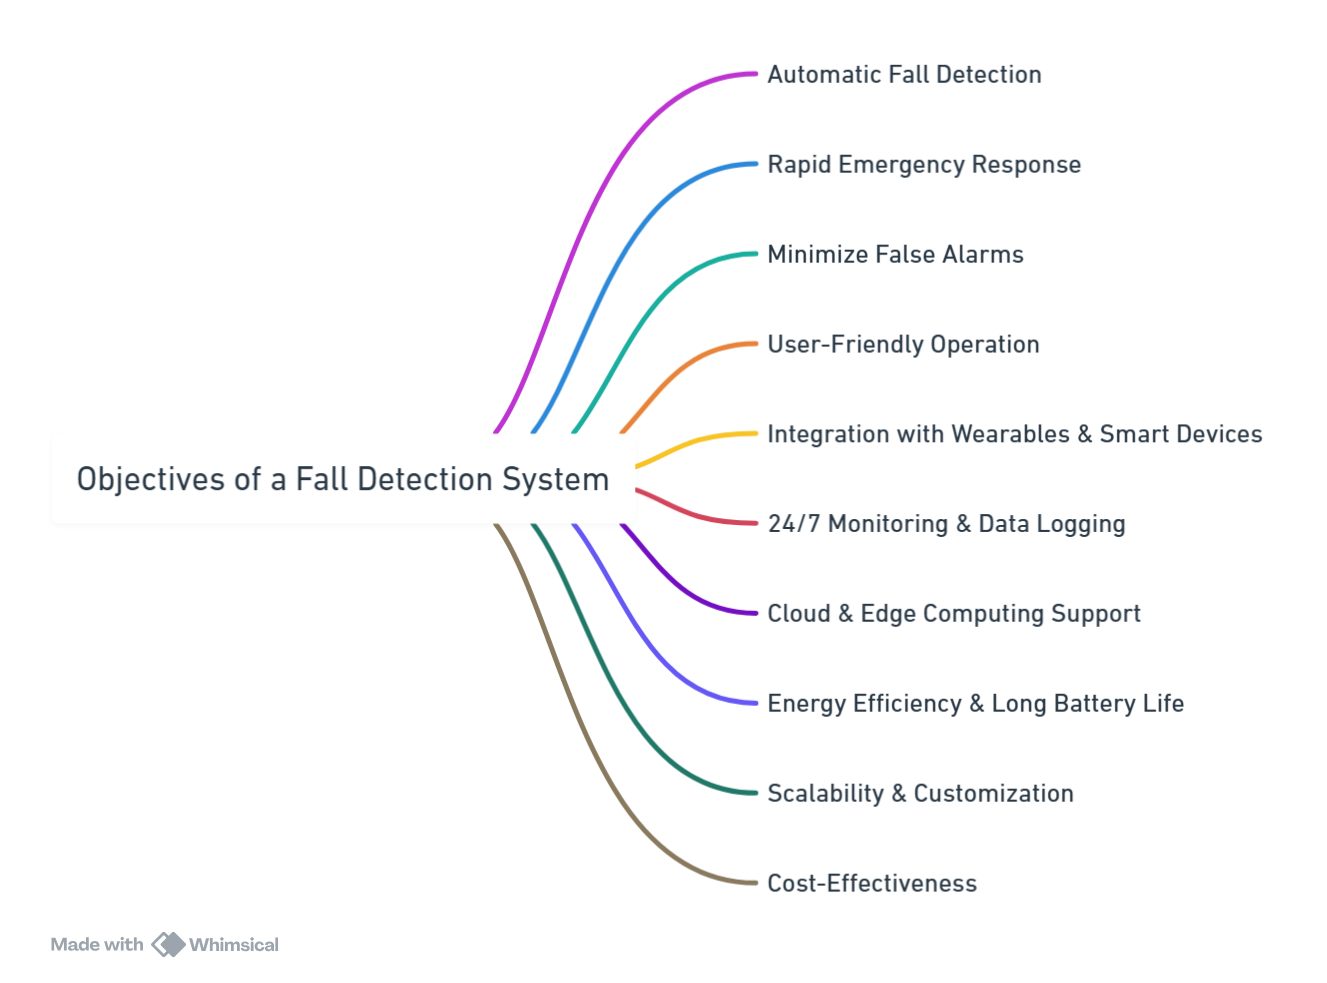 Automatic Fall Detection
Rapid Emergency Response
Minimize False Alarms
User-Friendly Operation
Integration with Wearables & Smart Devices
Objectives of a Fall Detection System
24/7 Monitoring & Data Logging
Cloud & Edge Computing Support
Energy Efficiency & Long Battery Life
Scalability & Customization
Cost-Effectiveness
Made with Whimsical